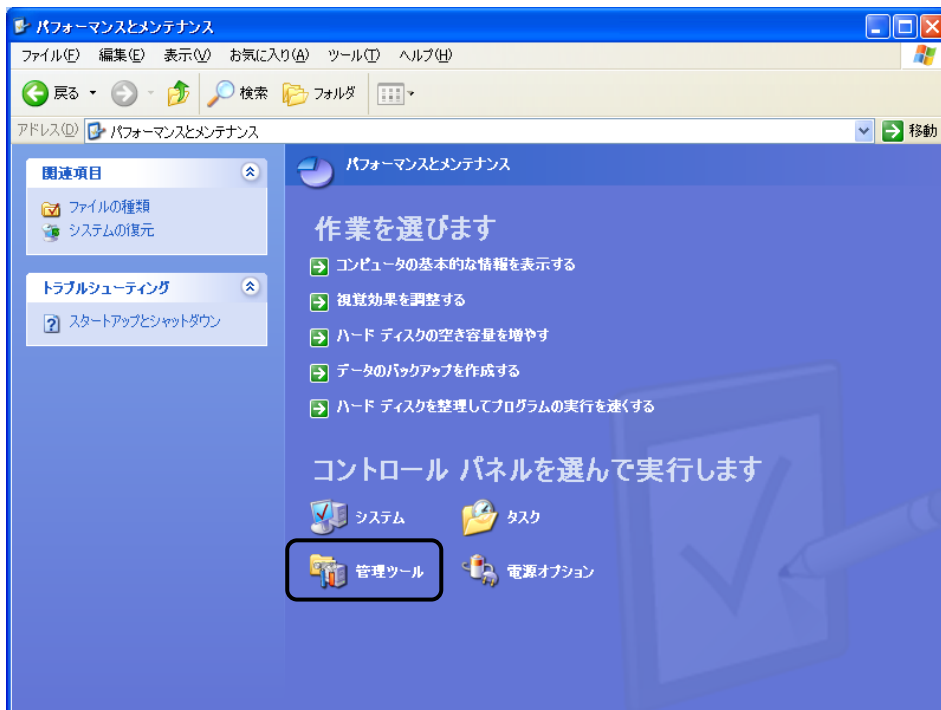 パフォーマンスとメンテナンス
ファイル(F) 編集(E) 表示(V) お気に入り(A) ツール(T) ヘルプ(H)
戻る 検索 フォルダ
アドレス(D) パフォーマンスとメンテナンス 移動
関連項目
ファイルの種類
システムの復元
トラブルシューティング
スタートアップとシャットダウン
パフォーマンスとメンテナンス
作業を選びます
コンピュータの基本的な情報を表示する
視覚効果を調整する
ハード ディスクの空き容量を増やす
データのバックアップを作成する
ハード ディスクを整理してプログラムの実行を速くする
コントロール パネルを選んで実行します
システム タスク
管理ツール 電源オプション